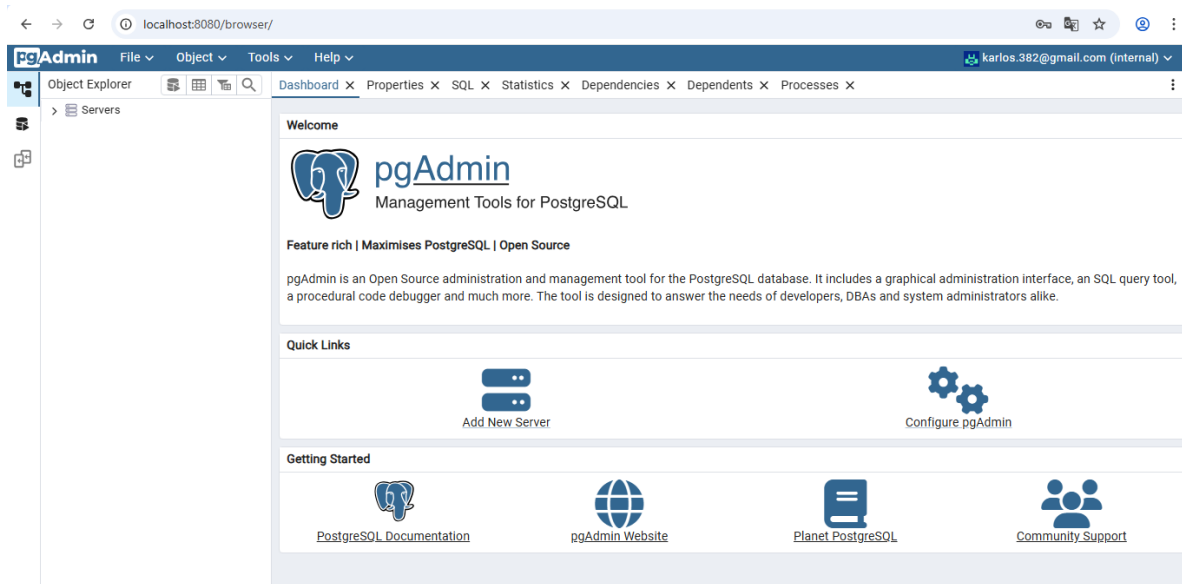 localhost:8080/browser/
pgAdmin File Object Tools Help karlos.382@gmail.com (internal)
Object Explorer Dashboard Properties SQL Statistics Dependencies Dependents Processes
Servers
Welcome
pgAdmin
Management Tools for PostgreSQL
Feature rich | Maximises PostgreSQL | Open Source
pgAdmin is an Open Source administration and management tool for the PostgreSQL database. It includes a graphical administration interface, an SQL query tool,
a procedural code debugger and much more. The tool is designed to answer the needs of developers, DBAs and system administrators alike.
Quick Links
Add New Server Configure pgAdmin
Getting Started
PostgreSQL Documentation pgAdmin Website Planet PostgreSQL Community Support